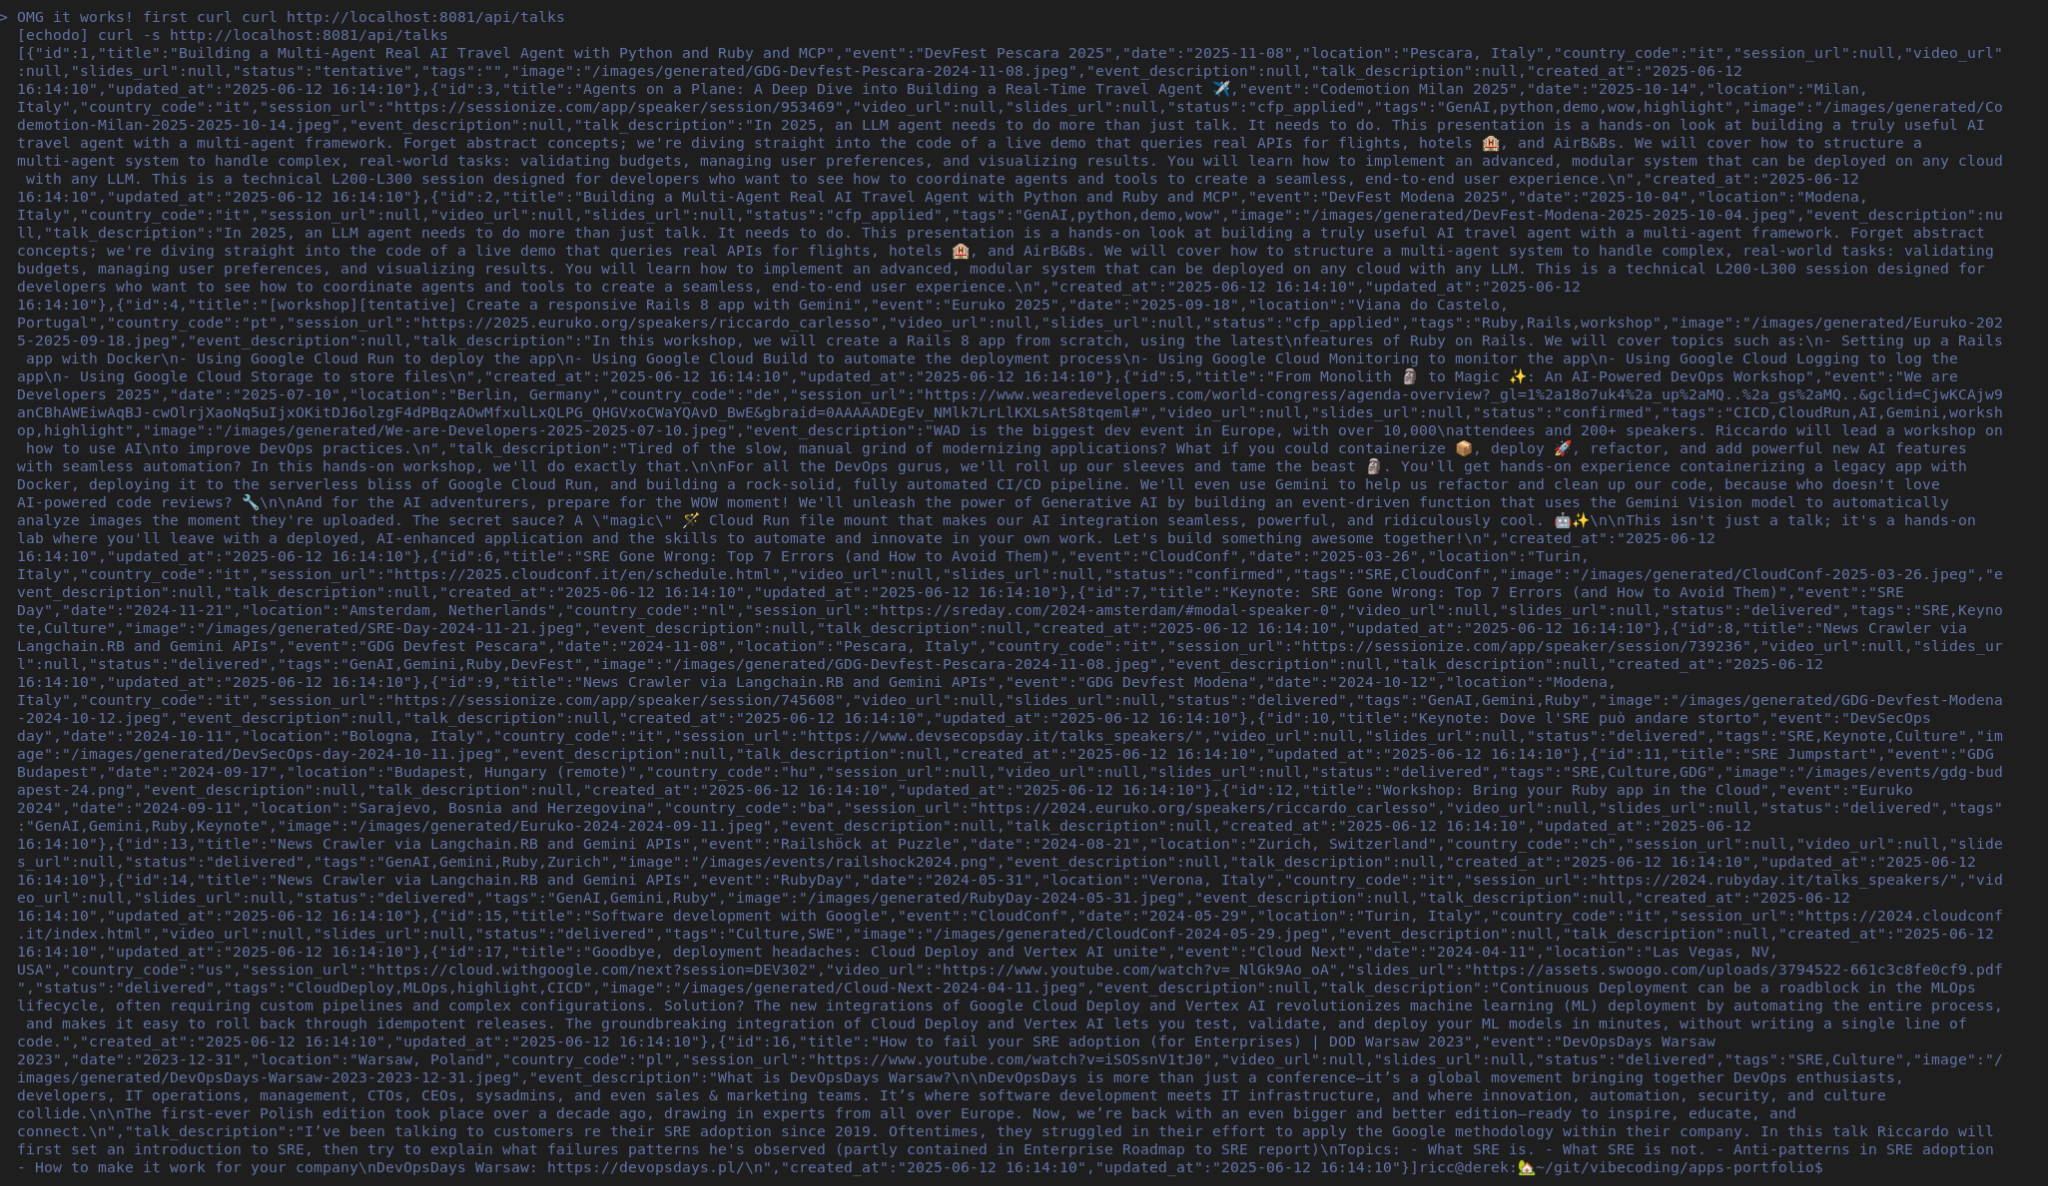 > OMG it works! first curl curl http://localhost:8081/api/talks
[echodo] curl -s http://localhost:8081/api/talks
[{"id":1,"title":"Building a Multi-Agent Real AI Travel Agent with Python and Ruby and MCP","event":"DevFest Pescara 2025","date":"2025-11-08","location":"Pescara, Italy","country_code":"it","session_url":null,"video_url"
:null,"slides_url":null,"status":"tentative","tags":"","image":"/images/generated/GDG-Devfest-Pescara-2024-11-08.jpeg","event_description":null,"talk_description":null,"created_at":"2025-06-12
16:14:10","updated_at":"2025-06-12 16:14:10"},{"id":3,"title":"Agents on a Plane: A Deep Dive into Building a Real-Time Travel Agent ✈️","event":"Codemotion Milan 2025","date":"2025-10-14","location":"Milan,
Italy","country_code":"it","session_url":"https://sessionize.com/app/speaker/session/953469","video_url":null,"slides_url":null,"status":"cfp_applied","tags":"GenAI,python,demo,wow,highlight","image":"/images/generated/Co
demotion-Milan-2025-2025-10-14.jpeg","event_description":null,"talk_description":"In 2025, an LLM agent needs to do more than just talk. It needs to do. This presentation is a hands-on look at building a truly useful AI
travel agent with a multi-agent framework. Forget abstract concepts; we're diving straight into the code of a live demo that queries real APIs for flights, hotels 🏨, and AirB&Bs. We will cover how to structure a
multi-agent system to handle complex, real-world tasks: validating budgets, managing user preferences, and visualizing results. You will learn how to implement an advanced, modular system that can be deployed on any cloud
with any LLM. This is a technical L200-L300 session designed for developers who want to see how to coordinate agents and tools to create a seamless, end-to-end user experience.\n","created_at":"2025-06-12
16:14:10","updated_at":"2025-06-12 16:14:10"},{"id":2,"title":"Building a Multi-Agent Real AI Travel Agent with Python and Ruby and MCP","event":"DevFest Modena 2025","date":"2025-10-04","location":"Modena,
Italy","country_code":"it","session_url":null,"video_url":null,"slides_url":null,"status":"cfp_applied","tags":"GenAI,python,demo,wow","image":"/images/generated/DevFest-Modena-2025-2025-10-04.jpeg","event_description":nu
ll,"talk_description":"In 2025, an LLM agent needs to do more than just talk. It needs to do. This presentation is a hands-on look at building a truly useful AI travel agent with a multi-agent framework. Forget abstract
concepts; we're diving straight into the code of a live demo that queries real APIs for flights, hotels 🏨, and AirB&Bs. We will cover how to structure a multi-agent system to handle complex, real-world tasks: validating
budgets, managing user preferences, and visualizing results. You will learn how to implement an advanced, modular system that can be deployed on any cloud with any LLM. This is a technical L200-L300 session designed for
developers who want to see how to coordinate agents and tools to create a seamless, end-to-end user experience.\n","created_at":"2025-06-12 16:14:10","updated_at":"2025-06-12
16:14:10"},{"id":4,"title":"[workshop][tentative] Create a responsive Rails 8 app with Gemini","event":"Euruko 2025","date":"2025-09-18","location":"Viana do Castelo,
Portugal","country_code":"pt","session_url":"https://2025.euruko.org/speakers/riccardo_carlesso","video_url":null,"slides_url":null,"status":"cfp_applied","tags":"Ruby,Rails,workshop","image":"/images/generated/Euruko-202
5-2025-09-18.jpeg","event_description":null,"talk_description":"In this workshop, we will create a Rails 8 app from scratch, using the latest\nfeatures of Ruby on Rails. We will cover topics such as:\n- Setting up a Rails
app with Docker\n- Using Google Cloud Run to deploy the app\n- Using Google Cloud Build to automate the deployment process\n- Using Google Cloud Monitoring to monitor the app\n- Using Google Cloud Logging to log the
app\n- Using Google Cloud Storage to store files\n","created_at":"2025-06-12 16:14:10","updated_at":"2025-06-12 16:14:10"},{"id":5,"title":"From Monolith 🗿 to Magic ✨: An AI-Powered DevOps Workshop","event":"We are
Developers 2025","date":"2025-07-10","location":"Berlin, Germany","country_code":"de","session_url":"https://www.wearedevelopers.com/world-congress/agenda-overview?_gl=1%2a18o7uk4%2a_up%2aMQ..%2a_gs%2aMQ..&gclid=CjwKCAjw9
anCBhAWEiwAqBJ-cwOlrjXaoNq5uIjxOKitDJ6olzgF4dPBqzAOwMfxulLxQLPG_QHGVxoCWaYQAvD_BwE&gbraid=0AAAAADEgEv_NMlk7LrLlKXLsAtS8tqeml#","video_url":null,"slides_url":null,"status":"confirmed","tags":"CICD,CloudRun,AI,Gemini,worksh
op,highlight","image":"/images/generated/We-are-Developers-2025-2025-07-10.jpeg","event_description":"WAD is the biggest dev event in Europe, with over 10,000\nattendees and 200+ speakers. Riccardo will lead a workshop on
how to use AI\nto improve DevOps practices.\n","talk_description":"Tired of the slow, manual grind of modernizing applications? What if you could containerize 📦, deploy 🚀, refactor, and add powerful new AI features
with seamless automation? In this hands-on workshop, we'll do exactly that.\n\nFor all the DevOps gurus, we'll roll up our sleeves and tame the beast 🗿. You'll get hands-on experience containerizing a legacy app with
Docker, deploying it to the serverless bliss of Google Cloud Run, and building a rock-solid, fully automated CI/CD pipeline. We'll even use Gemini to help us refactor and clean up our code, because who doesn't love
AI-powered code reviews? 🔧\n\nAnd for the AI adventurers, prepare for the WOW moment! We'll unleash the power of Generative AI by building an event-driven function that uses the Gemini Vision model to automatically
analyze images the moment they're uploaded. The secret sauce? A \"magic\" 🪄 Cloud Run file mount that makes our AI integration seamless, powerful, and ridiculously cool. 🤖✨\n\nThis isn't just a talk; it's a hands-on
lab where you'll leave with a deployed, AI-enhanced application and the skills to automate and innovate in your own work. Let's build something awesome together!\n","created_at":"2025-06-12
16:14:10","updated_at":"2025-06-12 16:14:10"},{"id":6,"title":"SRE Gone Wrong: Top 7 Errors (and How to Avoid Them)","event":"CloudConf","date":"2025-03-26","location":"Turin,
Italy","country_code":"it","session_url":"https://2025.cloudconf.it/en/schedule.html","video_url":null,"slides_url":null,"status":"confirmed","tags":"SRE,CloudConf","image":"/images/generated/CloudConf-2025-03-26.jpeg","e
vent_description":null,"talk_description":null,"created_at":"2025-06-12 16:14:10","updated_at":"2025-06-12 16:14:10"},{"id":7,"title":"Keynote: SRE Gone Wrong: Top 7 Errors (and How to Avoid Them)","event":"SRE
Day","date":"2024-11-21","location":"Amsterdam, Netherlands","country_code":"nl","session_url":"https://sreday.com/2024-amsterdam/#modal-speaker-0","video_url":null,"slides_url":null,"status":"delivered","tags":"SRE,Keyno
te,Culture","image":"/images/generated/SRE-Day-2024-11-21.jpeg","event_description":null,"talk_description":null,"created_at":"2025-06-12 16:14:10","updated_at":"2025-06-12 16:14:10"},{"id":8,"title":"News Crawler via
Langchain.RB and Gemini APIs","event":"GDG Devfest Pescara","date":"2024-11-08","location":"Pescara, Italy","country_code":"it","session_url":"https://sessionize.com/app/speaker/session/739236","video_url":null,"slides_ur
l":null,"status":"delivered","tags":"GenAI,Gemini,Ruby,DevFest","image":"/images/generated/GDG-Devfest-Pescara-2024-11-08.jpeg","event_description":null,"talk_description":null,"created_at":"2025-06-12
16:14:10","updated_at":"2025-06-12 16:14:10"},{"id":9,"title":"News Crawler via Langchain.RB and Gemini APIs","event":"GDG Devfest Modena","date":"2024-10-12","location":"Modena,
Italy","country_code":"it","session_url":"https://sessionize.com/app/speaker/session/745608","video_url":null,"slides_url":null,"status":"delivered","tags":"GenAI,Gemini,Ruby","image":"/images/generated/GDG-Devfest-Modena
-2024-10-12.jpeg","event_description":null,"talk_description":null,"created_at":"2025-06-12 16:14:10","updated_at":"2025-06-12 16:14:10"},{"id":10,"title":"Keynote: Dove l'SRE può andare storto","event":"DevSecOps
day","date":"2024-10-11","location":"Bologna, Italy","country_code":"it","session_url":"https://www.devsecopsday.it/talks_speakers/","video_url":null,"slides_url":null,"status":"delivered","tags":"SRE,Keynote,Culture","im
age":"/images/generated/DevSecOps-day-2024-10-11.jpeg","event_description":null,"talk_description":null,"created_at":"2025-06-12 16:14:10","updated_at":"2025-06-12 16:14:10"},{"id":11,"title":"SRE Jumpstart","event":"GDG
Budapest","date":"2024-09-17","location":"Budapest, Hungary (remote)","country_code":"hu","session_url":null,"video_url":null,"slides_url":null,"status":"delivered","tags":"SRE,Culture,GDG","image":"/images/events/gdg-bud
apest-24.png","event_description":null,"talk_description":null,"created_at":"2025-06-12 16:14:10","updated_at":"2025-06-12 16:14:10"},{"id":12,"title":"Workshop: Bring your Ruby app in the Cloud","event":"Euruko
2024","date":"2024-09-11","location":"Sarajevo, Bosnia and Herzegovina","country_code":"ba","session_url":"https://2024.euruko.org/speakers/riccardo_carlesso","video_url":null,"slides_url":null,"status":"delivered","tags"
:"GenAI,Gemini,Ruby,Keynote","image":"/images/generated/Euruko-2024-2024-09-11.jpeg","event_description":null,"talk_description":null,"created_at":"2025-06-12 16:14:10","updated_at":"2025-06-12
16:14:10"},{"id":13,"title":"News Crawler via Langchain.RB and Gemini APIs","event":"Railshöck at Puzzle","date":"2024-08-21","location":"Zurich, Switzerland","country_code":"ch","session_url":null,"video_url":null,"slide
s_url":null,"status":"delivered","tags":"GenAI,Gemini,Ruby,Zurich","image":"/images/events/railshock2024.png","event_description":null,"talk_description":null,"created_at":"2025-06-12 16:14:10","updated_at":"2025-06-12
16:14:10"},{"id":14,"title":"News Crawler via Langchain.RB and Gemini APIs","event":"RubyDay","date":"2024-05-31","location":"Verona, Italy","country_code":"it","session_url":"https://2024.rubyday.it/talks_speakers/","vid
eo_url":null,"slides_url":null,"status":"delivered","tags":"GenAI,Gemini,Ruby","image":"/images/generated/RubyDay-2024-05-31.jpeg","event_description":null,"talk_description":null,"created_at":"2025-06-12
16:14:10","updated_at":"2025-06-12 16:14:10"},{"id":15,"title":"Software development with Google","event":"CloudConf","date":"2024-05-29","location":"Turin, Italy","country_code":"it","session_url":"https://2024.cloudconf
.it/index.html","video_url":null,"slides_url":null,"status":"delivered","tags":"Culture,SWE","image":"/images/generated/CloudConf-2024-05-29.jpeg","event_description":null,"talk_description":null,"created_at":"2025-06-12
16:14:10","updated_at":"2025-06-12 16:14:10"},{"id":17,"title":"Goodbye, deployment headaches: Cloud Deploy and Vertex AI unite","event":"Cloud Next","date":"2024-04-11","location":"Las Vegas, NV,
USA","country_code":"us","session_url":"https://cloud.withgoogle.com/next?session=DEV302","video_url":"https://www.youtube.com/watch?v=_NlGk9Ao_oA","slides_url":"https://assets.swoogo.com/uploads/3794522-661c3c8fe0cf9.pdf
","status":"delivered","tags":"CloudDeploy,MLOps,highlight,CICD","image":"/images/generated/Cloud-Next-2024-04-11.jpeg","event_description":null,"talk_description":"Continuous Deployment can be a roadblock in the MLOps
lifecycle, often requiring custom pipelines and complex configurations. Solution? The new integrations of Google Cloud Deploy and Vertex AI revolutionizes machine learning (ML) deployment by automating the entire process,
and makes it easy to roll back through idempotent releases. The groundbreaking integration of Cloud Deploy and Vertex AI lets you test, validate, and deploy your ML models in minutes, without writing a single line of
code.","created_at":"2025-06-12 16:14:10","updated_at":"2025-06-12 16:14:10"},{"id":16,"title":"How to fail your SRE adoption (for Enterprises) | DOD Warsaw 2023","event":"DevOpsDays Warsaw
2023","date":"2023-12-31","location":"Warsaw, Poland","country_code":"pl","session_url":"https://www.youtube.com/watch?v=iSOSsnV1tJ0","video_url":null,"slides_url":null,"status":"delivered","tags":"SRE,Culture","image":"/
images/generated/DevOpsDays-Warsaw-2023-2023-12-31.jpeg","event_description":"What is DevOpsDays Warsaw?\n\nDevOpsDays is more than just a conference—it’s a global movement bringing together DevOps enthusiasts,
developers, IT operations, management, CTOs, CEOs, sysadmins, and even sales & marketing teams. It’s where software development meets IT infrastructure, and where innovation, automation, security, and culture
collide.\n\nThe first-ever Polish edition took place over a decade ago, drawing in experts from all over Europe. Now, we’re back with an even bigger and better edition—ready to inspire, educate, and
connect.\n","talk_description":"I’ve been talking to customers re their SRE adoption since 2019. Oftentimes, they struggled in their effort to apply the Google methodology within their company. In this talk Riccardo will
first set an introduction to SRE, then try to explain what failures patterns he's observed (partly contained in Enterprise Roadmap to SRE report)\nTopics: - What SRE is. - What SRE is not. - Anti-patterns in SRE adoption
- How to make it work for your company\nDevOpsDays Warsaw: https://devopsdays.pl/\n","created_at":"2025-06-12 16:14:10","updated_at":"2025-06-12 16:14:10"}]ricc@derek:🏡~/git/vibecoding/apps-portfolio$